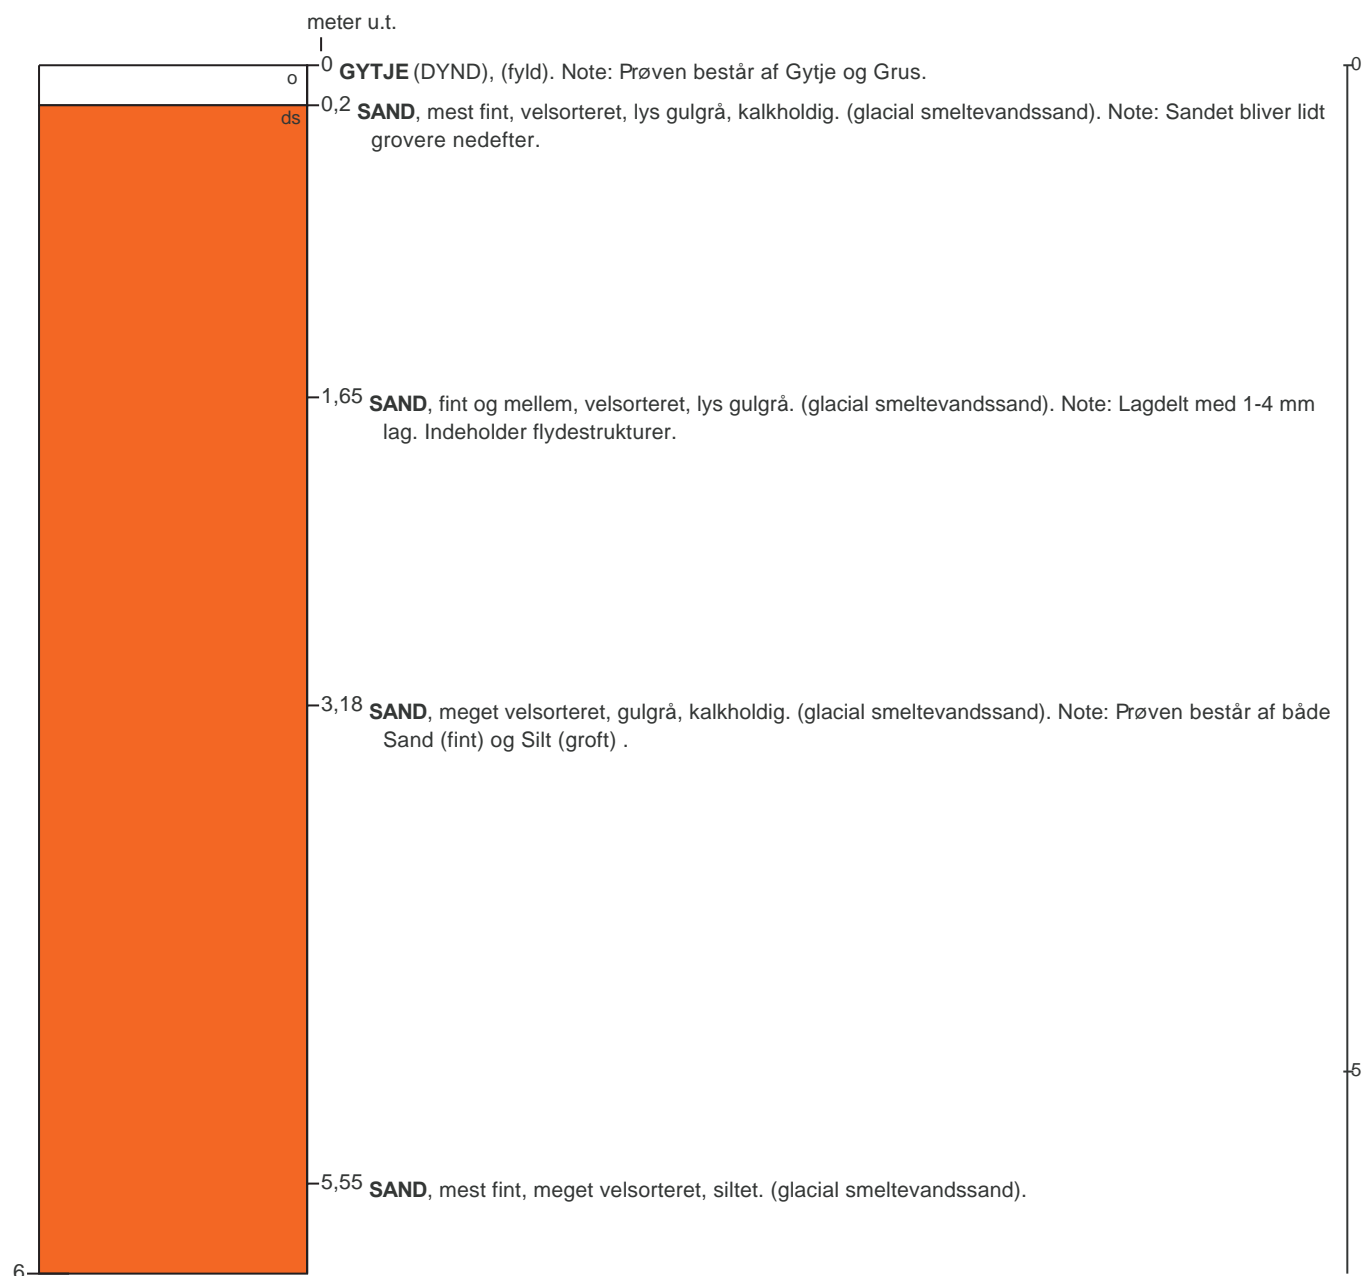 meter u.t.
0 GYTJE (DYND), (fyld). Note: Prøven består af Gytje og Grus.
o
0
0,2 SAND, mest fint, velsorteret, lys gulgrå, kalkholdig. (glacial smeltevandssand). Note: Sandet bliver lidt
ds
grovere nedefter.
1,65 SAND, fint og mellem, velsorteret, lys gulgrå. (glacial smeltevandssand). Note: Lagdelt med 1-4 mm
lag. Indeholder flydestrukturer.
3,18 SAND, meget velsorteret, gulgrå, kalkholdig. (glacial smeltevandssand). Note: Prøven består af både
Sand (fint) og Silt (groft) .
5
5,55 SAND, mest fint, meget velsorteret, siltet. (glacial smeltevandssand).
6